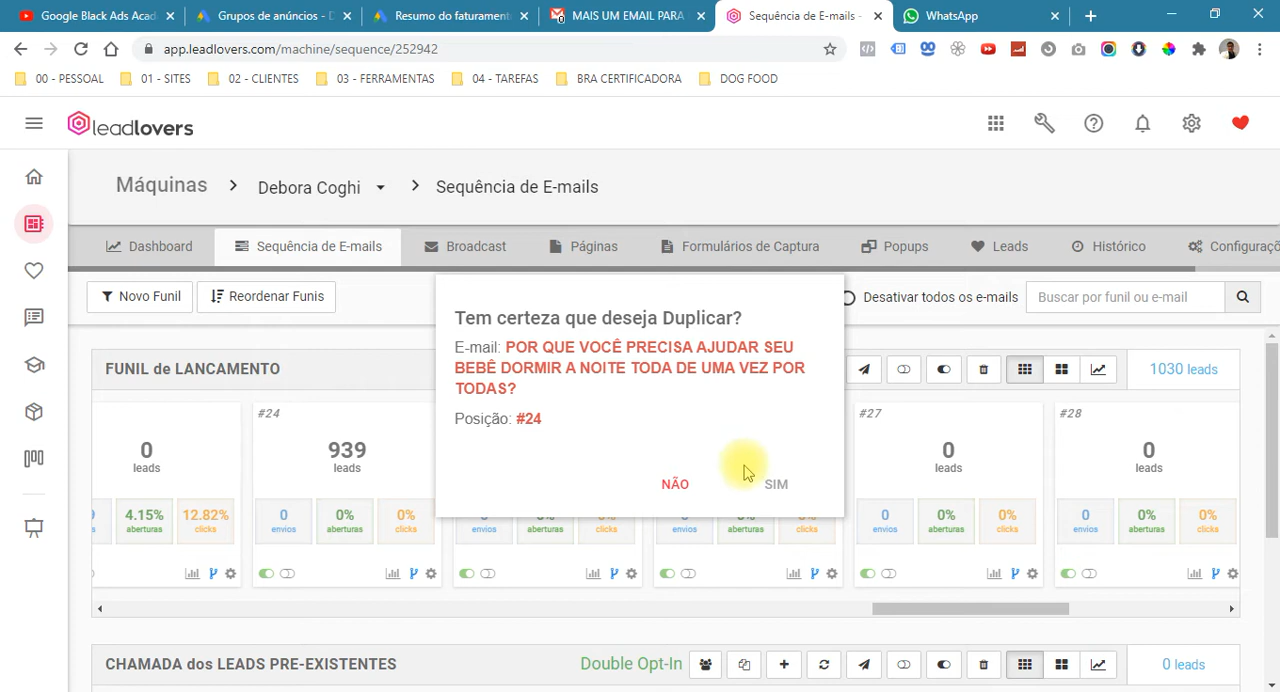 Google Black Ads Acad
Grupos de anúncios - D
Resumo do faturament
MAIS UM EMAIL PARA
Sequência de E-mails -
WhatsApp
app.leadlovers.com/machine/sequence/252942
00 - PESSOAL
01 - SITES
02 - CLIENTES
03 - FERRAMENTAS
04 - TAREFAS
BRA CERTIFICADORA
DOG FOOD
leadlovers
Máquinas > Debora Coghi > Sequência de E-mails
Dashboard
Sequência de E-mails
Broadcast
Páginas
Formulários de Captura
Popups
Leads
Histórico
Configuraçõ
Novo Funil
Reordenar Funis
Desativar todos os e-mails
Buscar por funil ou e-mail
Tem certeza que deseja Duplicar?
E-mail: POR QUE VOCÊ PRECISA AJUDAR SEU
BEBÊ DORMIR A NOITE TODA DE UMA VEZ POR
TODAS?
Posição: #24
NÃO
SIM
FUNIL de LANCAMENTO
1030 leads
#24
#27
#28
0
leads
939
leads
0
leads
0
leads
4.15%
aberturas
12.82%
clicks
0
envios
0%
aberturas
0%
clicks
envios
aberturas
clicks
envios
aberturas
clicks
0
envios
0%
aberturas
0%
clicks
0
envios
0%
aberturas
0%
clicks
CHAMADA dos LEADS PRE-EXISTENTES
Double Opt-In
0 leads